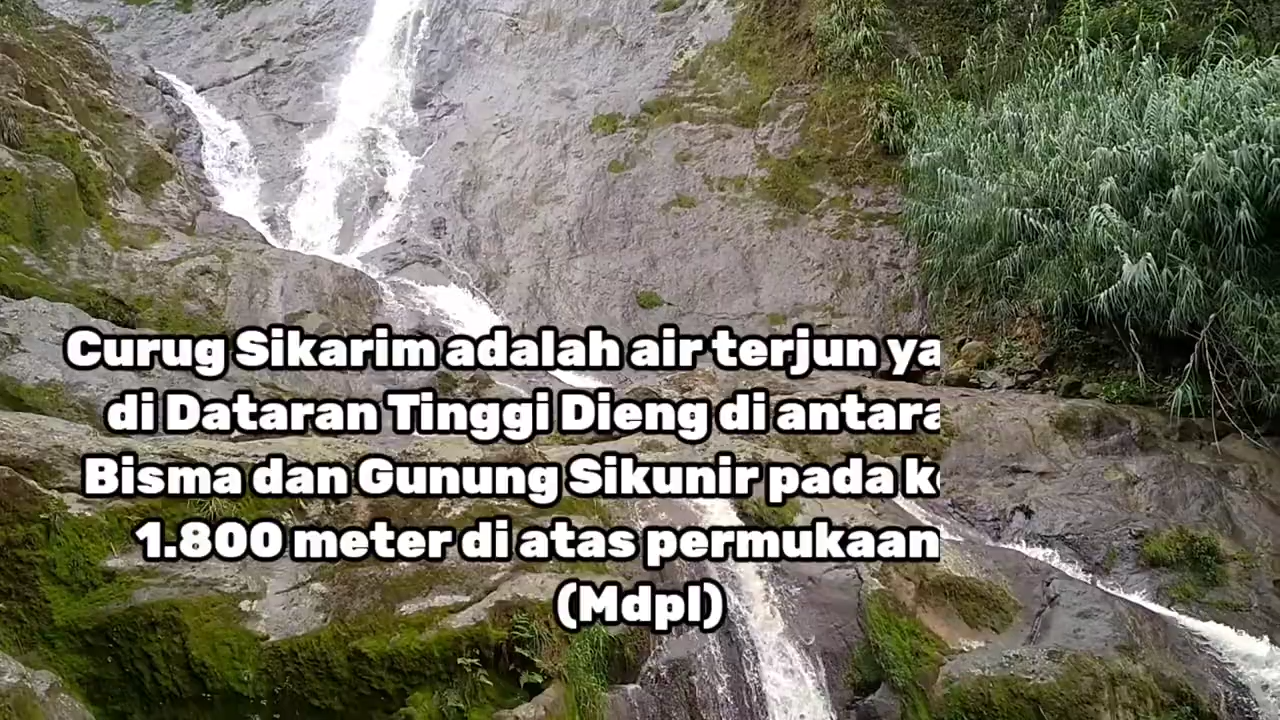 Curug Sikarim adalah air terjun
di Dataran Tinggi Dieng di antara
Bisma dan Gunung Sikunir pada
1.800 meter di atas permukaan
(Mdpl)